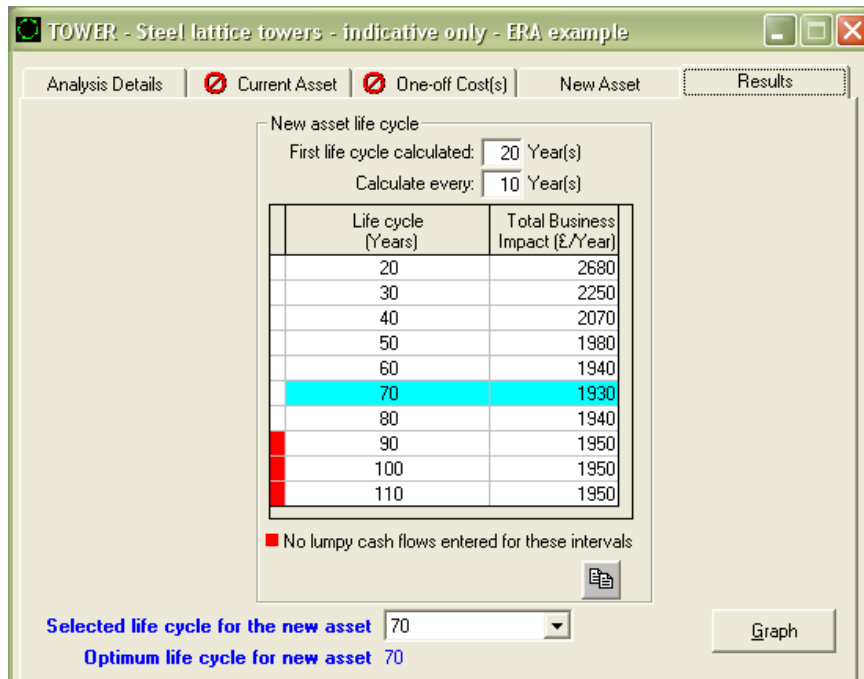 TOWER - Steel lattice towers - indicative only - ERA example
Analysis Details Current Asset One-off Cost(s) New Asset Results
New asset life cycle
First life cycle calculated: 20 Year(s)
Calculate every: 10 Year(s)
Life cycle (Years) Total Business Impact (£/Year)
20 2680
30 2250
40 2070
50 1980
60 1940
70 1930
80 1940
90 1950
100 1950
110 1950
No lumpy cash flows entered for these intervals
Selected life cycle for the new asset 70
Graph
Optimum life cycle for new asset 70